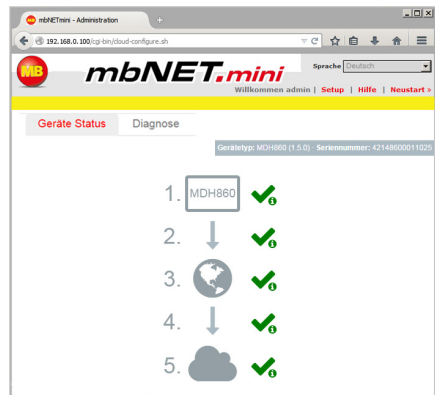 mbNETmini - Administration
192.168.0.100/cgi-bin/cloud-configure.sh
MB
mbNET.mini
Sprache Deutsch
Willkommen admin | Setup | Hilfe | Neustart »
Geräte Status Diagnose
Gerätetyp: MDH860 (1.5.0) - Seriennummer: 42148600011025
1. MDH860
2.
3.
4.
5.